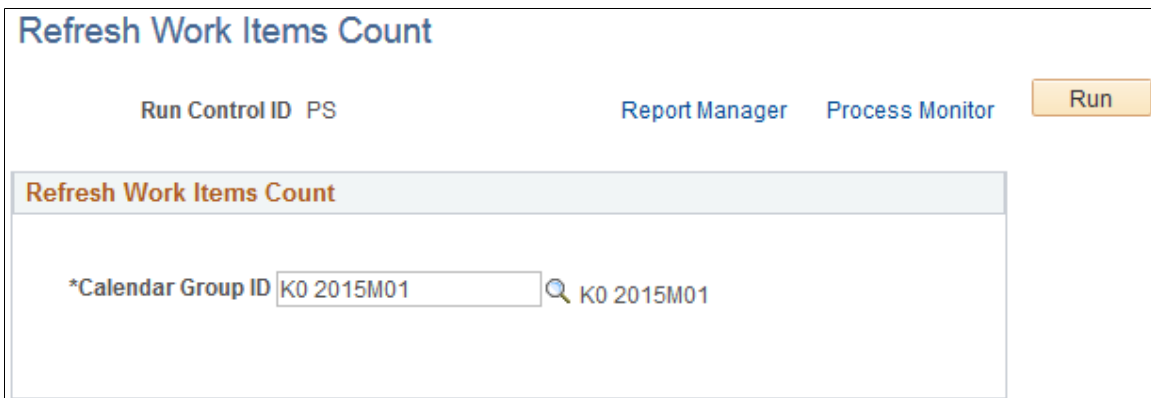 Refresh Work Items Count
Run Control ID PS Report Manager Process Monitor Run
Refresh Work Items Count
*Calendar Group ID K0 2015M01 K0 2015M01